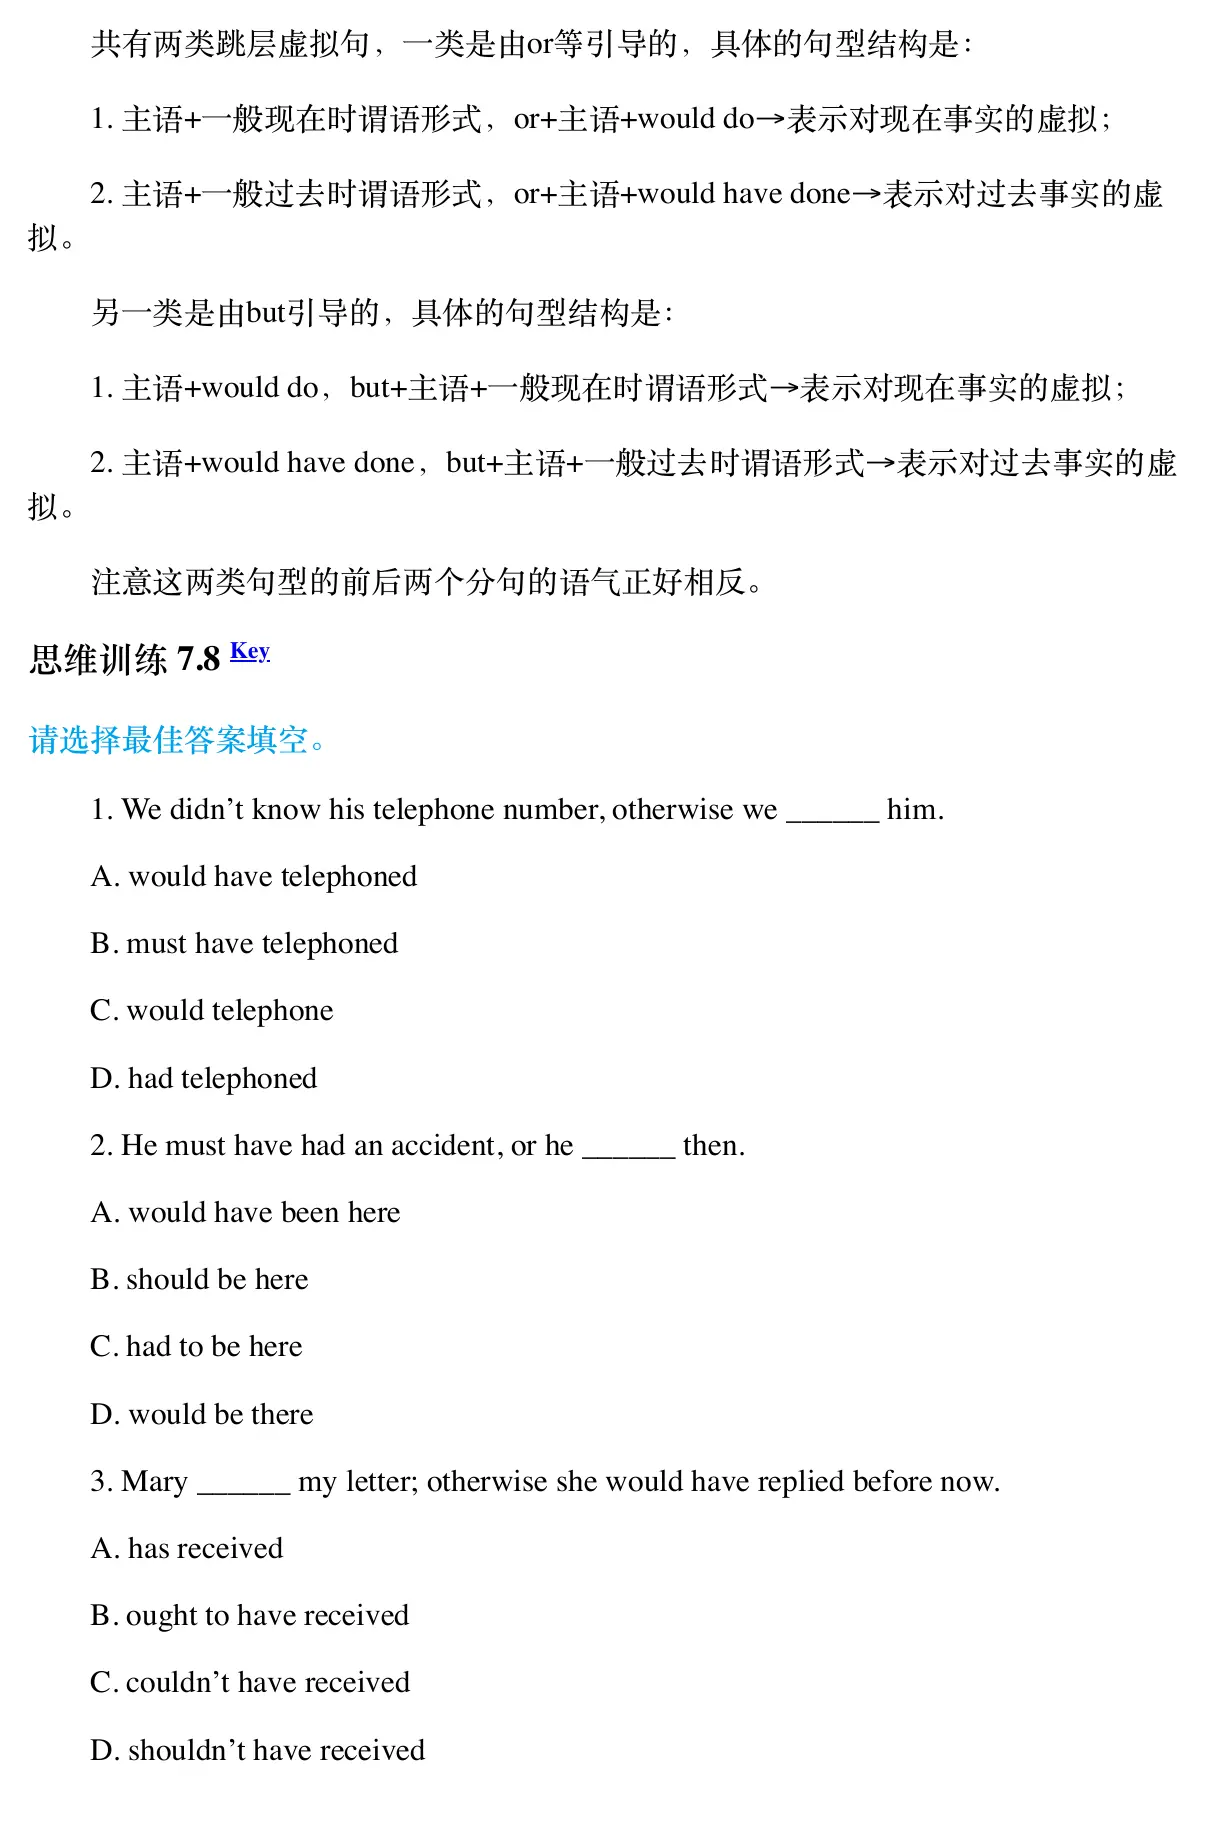 共有两类跳层虚拟句，一类是由or等引导的，具体的句型结构是：
1. 主语+一般现在时谓语形式，or+主语+would do→表示对现在事实的虚拟；
2. 主语+一般过去时谓语形式，or+主语+would have done→表示对过去事实的虚
拟。
另一类是由but引导的，具体的句型结构是：
1. 主语+would do，but+主语+一般现在时谓语形式→表示对现在事实的虚拟；
2. 主语+would have done，but+主语+一般过去时谓语形式→表示对过去事实的虚
拟。
注意这两类句型的前后两个分句的语气正好相反。
思维训练 7.8 Key
请选择最佳答案填空。
1. We didn’t know his telephone number, otherwise we ______ him.
A. would have telephoned
B. must have telephoned
C. would telephone
D. had telephoned
2. He must have had an accident, or he ______ then.
A. would have been here
B. should be here
C. had to be here
D. would be there
3. Mary ______ my letter; otherwise she would have replied before now.
A. has received
B. ought to have received
C. couldn’t have received
D. shouldn’t have received